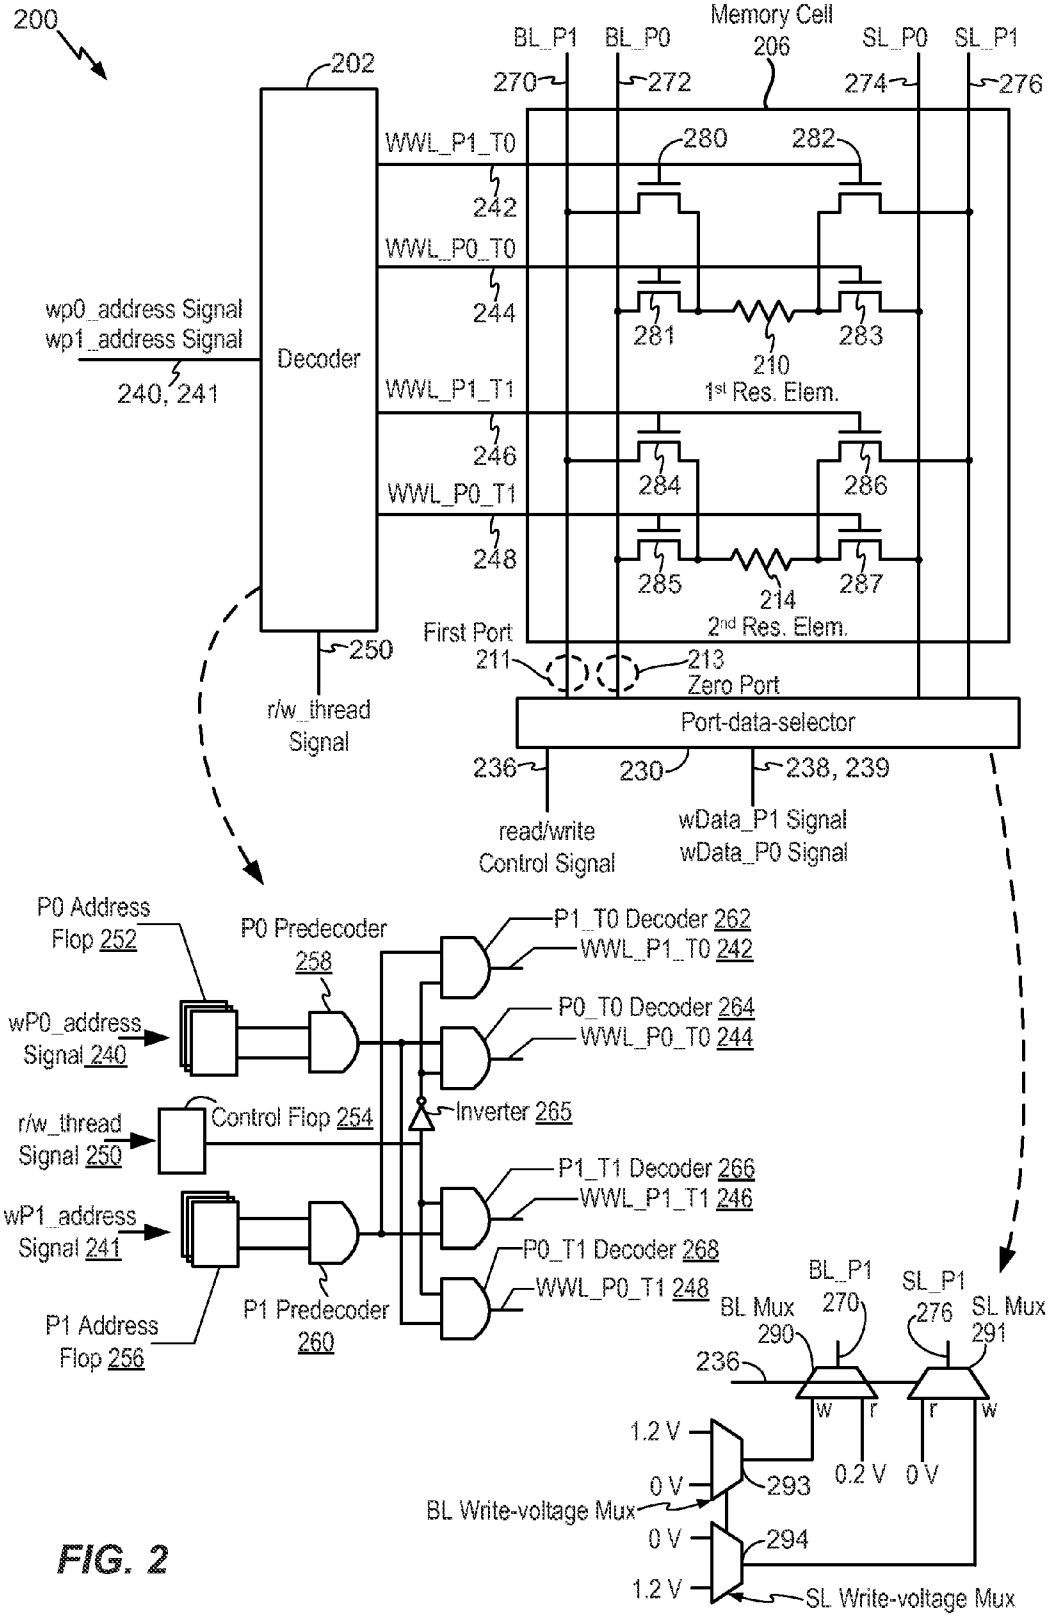 200
202
Memory Cell
206
BL_P1
BL_P0
SL_P0
SL_P1
270
272
274
276
WWL_P1_T0
242
280
282
WWL_P0_T0
244
281
283
210
1st Res. Elem.
wp0_address Signal
wp1_address Signal
240, 241
Decoder
WWL_P1_T1
246
284
286
WWL_P0_T1
248
285
287
214
2nd Res. Elem.
250
r/w_thread
Signal
First Port
211
213
Zero Port
Port-data-selector
236
230
238, 239
read/write
Control Signal
wData_P1 Signal
wData_P0 Signal
P0 Address
Flop 252
P0 Predecoder
258
P1_T0 Decoder 262
WWL_P1_T0 242
wP0_address
Signal 240
P0_T0 Decoder 264
WWL_P0_T0 244
r/w_thread
Signal 250
Control Flop 254
Inverter 265
wP1_address
Signal 241
P1_T1 Decoder 266
WWL_P1_T1 246
P0_T1 Decoder 268
WWL_P0_T1 248
P1 Address
Flop 256
P1 Predecoder
260
BL_P1
270
SL_P1
276
BL Mux
290
SL Mux
291
236
w
r
r
w
1.2 V
0 V
293
0.2 V
0 V
BL Write-voltage Mux
0 V
294
1.2 V
SL Write-voltage Mux
FIG. 2